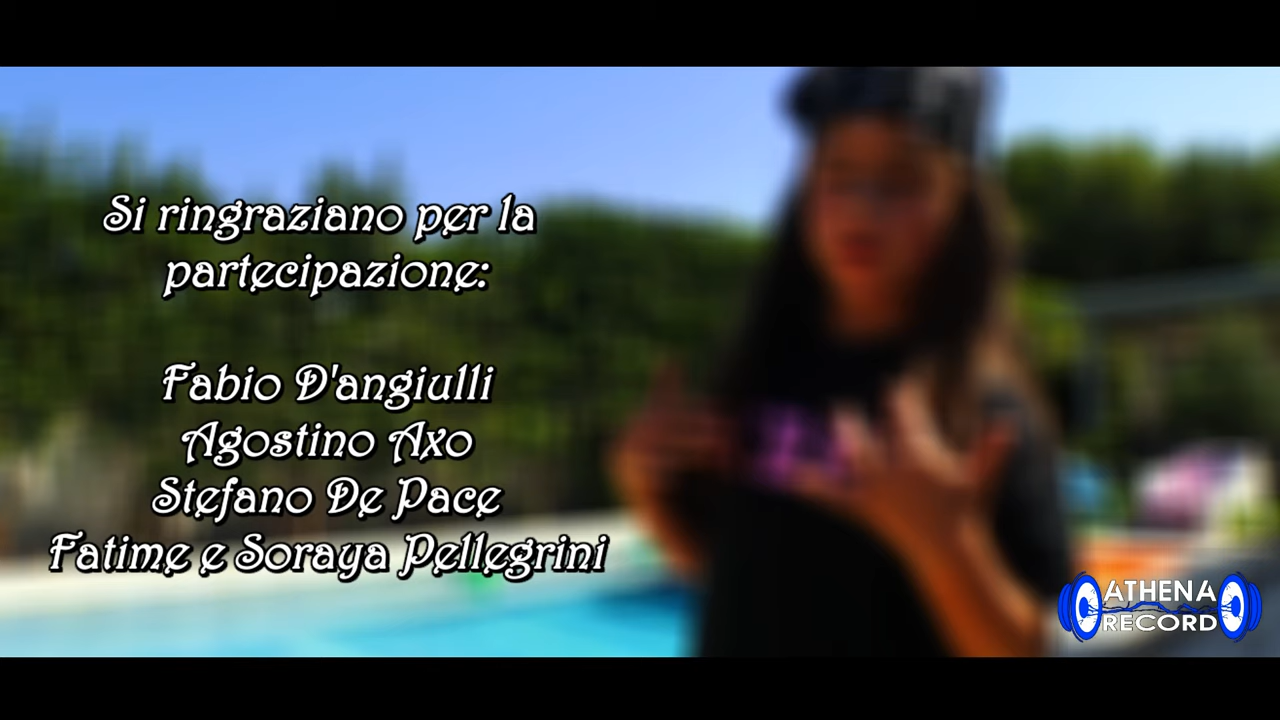 Si ringraziano per la
partecipazione:
Fabio D'angiulli
Agostino Axo
Stefano De Pace
Fatime e Soraya Pellegrini
ATHENA
RECORD